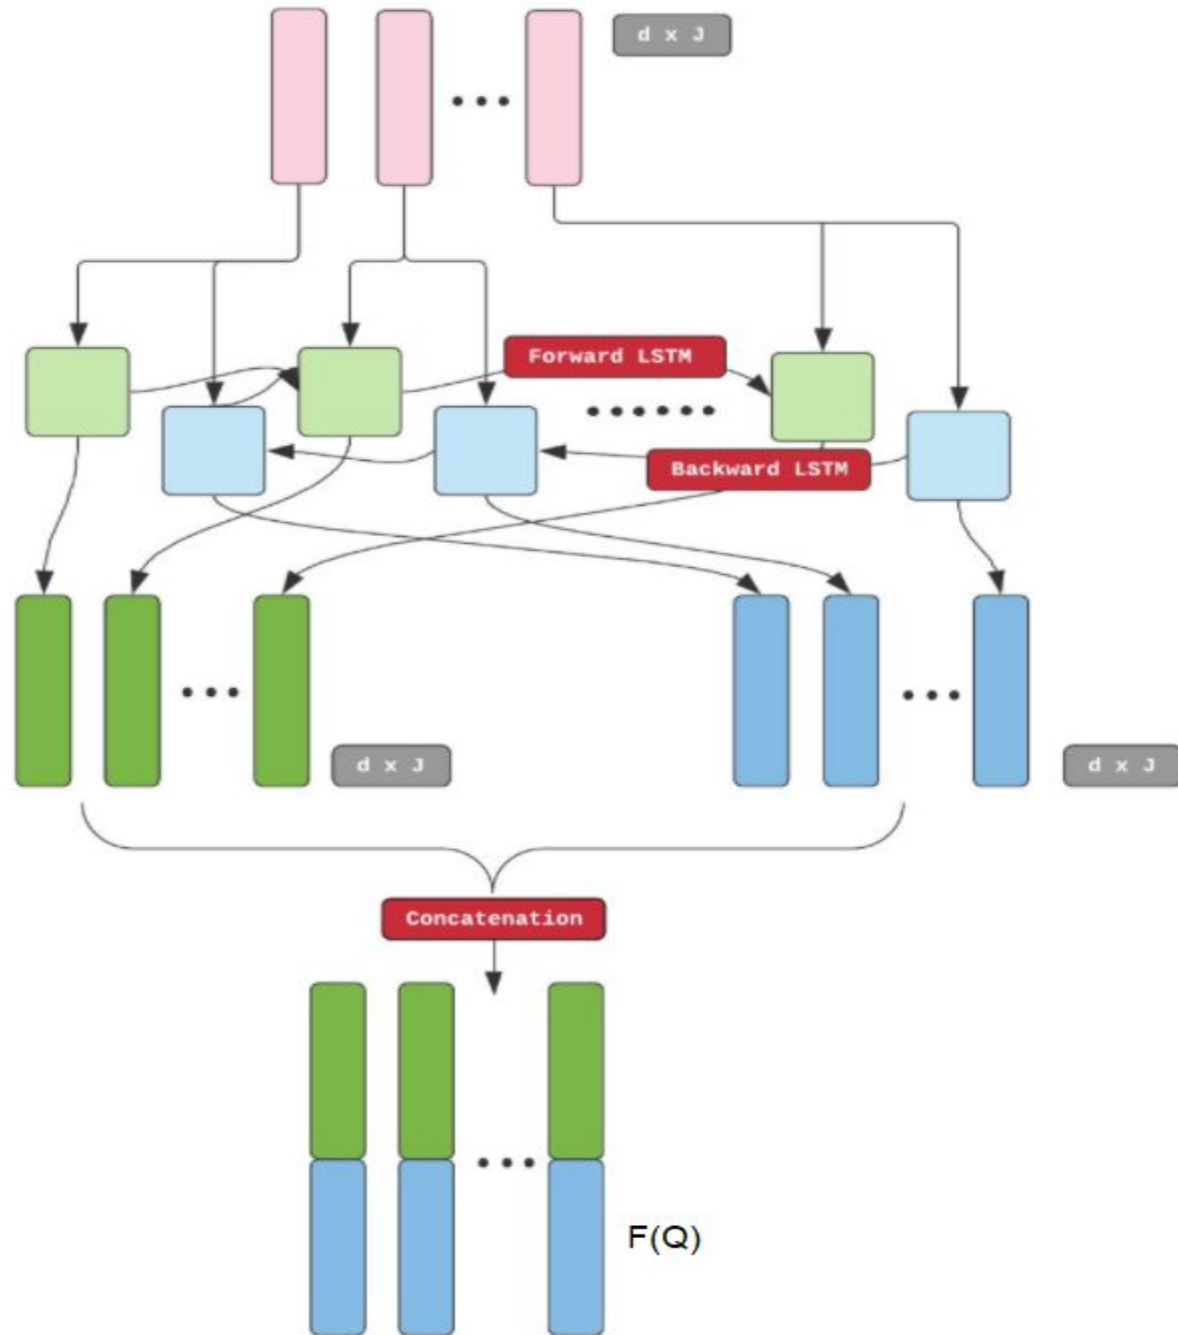 d x J
Forward LSTM
Backward LSTM
d x J
d x J
Concatenation
F(Q)